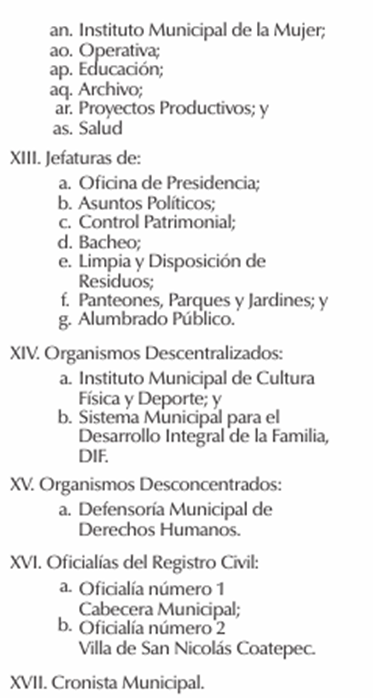 an. Instituto Municipal de la Mujer;
ao. Operativa;
ap. Educación;
aq. Archivo;
ar. Proyectos Productivos; y
as. Salud
XIII. Jefaturas de:
a. Oficina de Presidencia;
b. Asuntos Políticos;
c. Control Patrimonial;
d. Bacheo;
e. Limpia y Disposición de
Residuos;
f. Panteones, Parques y Jardines; y
g. Alumbrado Público.
XIV. Organismos Descentralizados:
a. Instituto Municipal de Cultura
Física y Deporte; y
b. Sistema Municipal para el
Desarrollo Integral de la Familia,
DIF.
XV. Organismos Desconcentrados:
a. Defensoría Municipal de
Derechos Humanos.
XVI. Oficialías del Registro Civil:
a. Oficialía número 1
Cabecera Municipal;
b. Oficialía número 2
Villa de San Nicolás Coatepec.
XVII. Cronista Municipal.